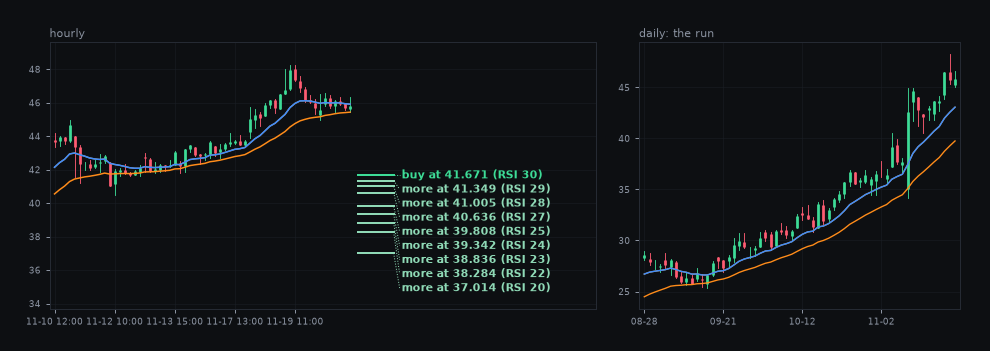 hourly
48
46
44
42
40
38
36
34
11-10 12:00 11-12 10:00 11-13 15:00 11-17 13:00 11-19 11:00
buy at 41.671 (RSI 30)
more at 41.349 (RSI 29)
more at 41.005 (RSI 28)
more at 40.636 (RSI 27)
more at 39.808 (RSI 25)
more at 39.342 (RSI 24)
more at 38.836 (RSI 23)
more at 38.284 (RSI 22)
more at 37.014 (RSI 20)
daily: the run
45
40
35
30
25
08-28 09-21 10-12 11-02